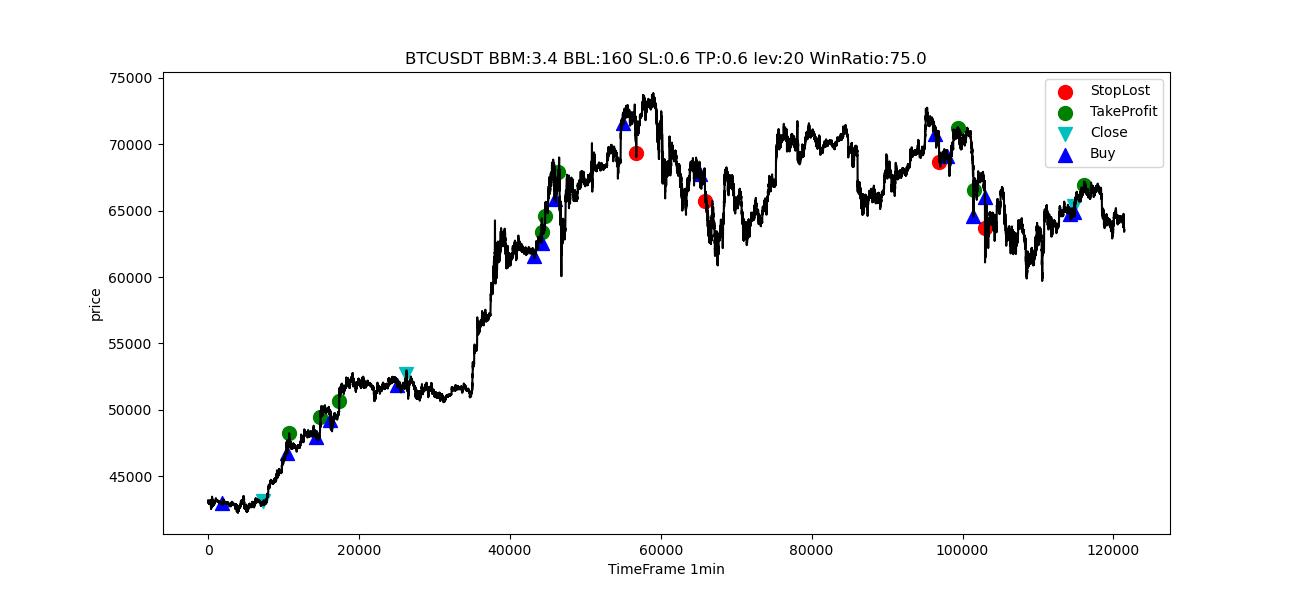 BTCUSDT BBM:3.4 BBL:160 SL:0.6 TP:0.6 lev:20 WinRatio:75.0
75000
70000
65000
60000
55000
50000
45000
price
StopLost
TakeProfit
Close
Buy
0
20000
40000
60000
80000
100000
120000
TimeFrame 1min